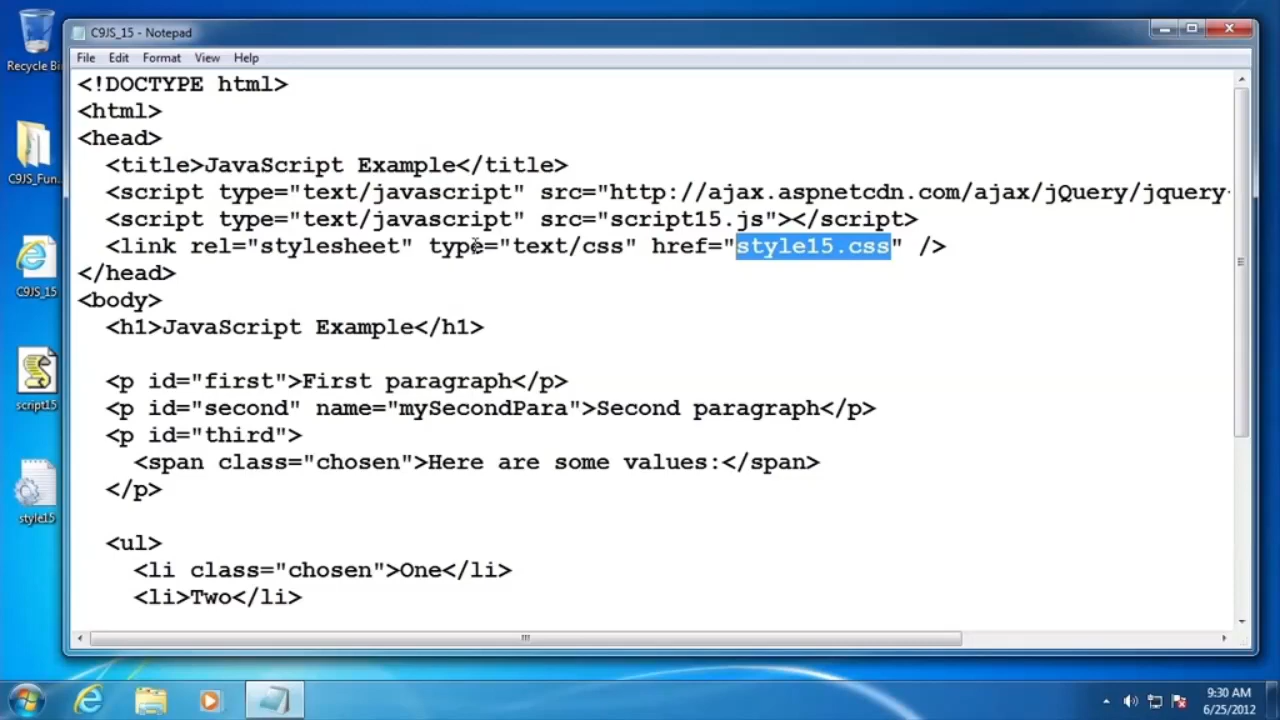 Recycle Bi
C9JS_Fun...
C9JS_15
script15
style15
C9JS_15 - Notepad
File Edit Format View Help
<!DOCTYPE html>
<html>
<head>
  <title>JavaScript Example</title>
  <script type="text/javascript" src="http://ajax.aspnetcdn.com/ajax/jQuery/jquery-
  <script type="text/javascript" src="script15.js"></script>
  <link rel="stylesheet" type="text/css" href="style15.css" />
</head>
<body>
  <h1>JavaScript Example</h1>
  <p id="first">First paragraph</p>
  <p id="second" name="mySecondPara">Second paragraph</p>
  <p id="third">
    <span class="chosen">Here are some values:</span>
  </p>
  <ul>
    <li class="chosen">One</li>
    <li>Two</li>
9:30 AM
6/25/2012